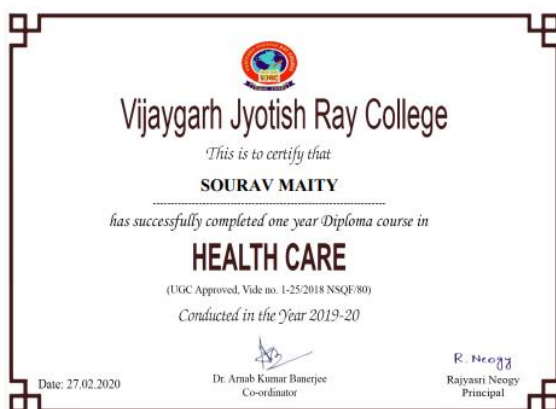 VJRC
Vijaygarh Jyotish Ray College
This is to certify that
SOURAV MAITY
has successfully completed one year Diploma course in
HEALTH CARE
(UGC Approved, Vide no. 1-25/2018 NSQF/80)
Conducted in the Year 2019-20
R. Neogy
Date: 27.02.2020
Dr. Arnab Kumar Banerjee
Co-ordinator
Rajyasri Neogy
Principal